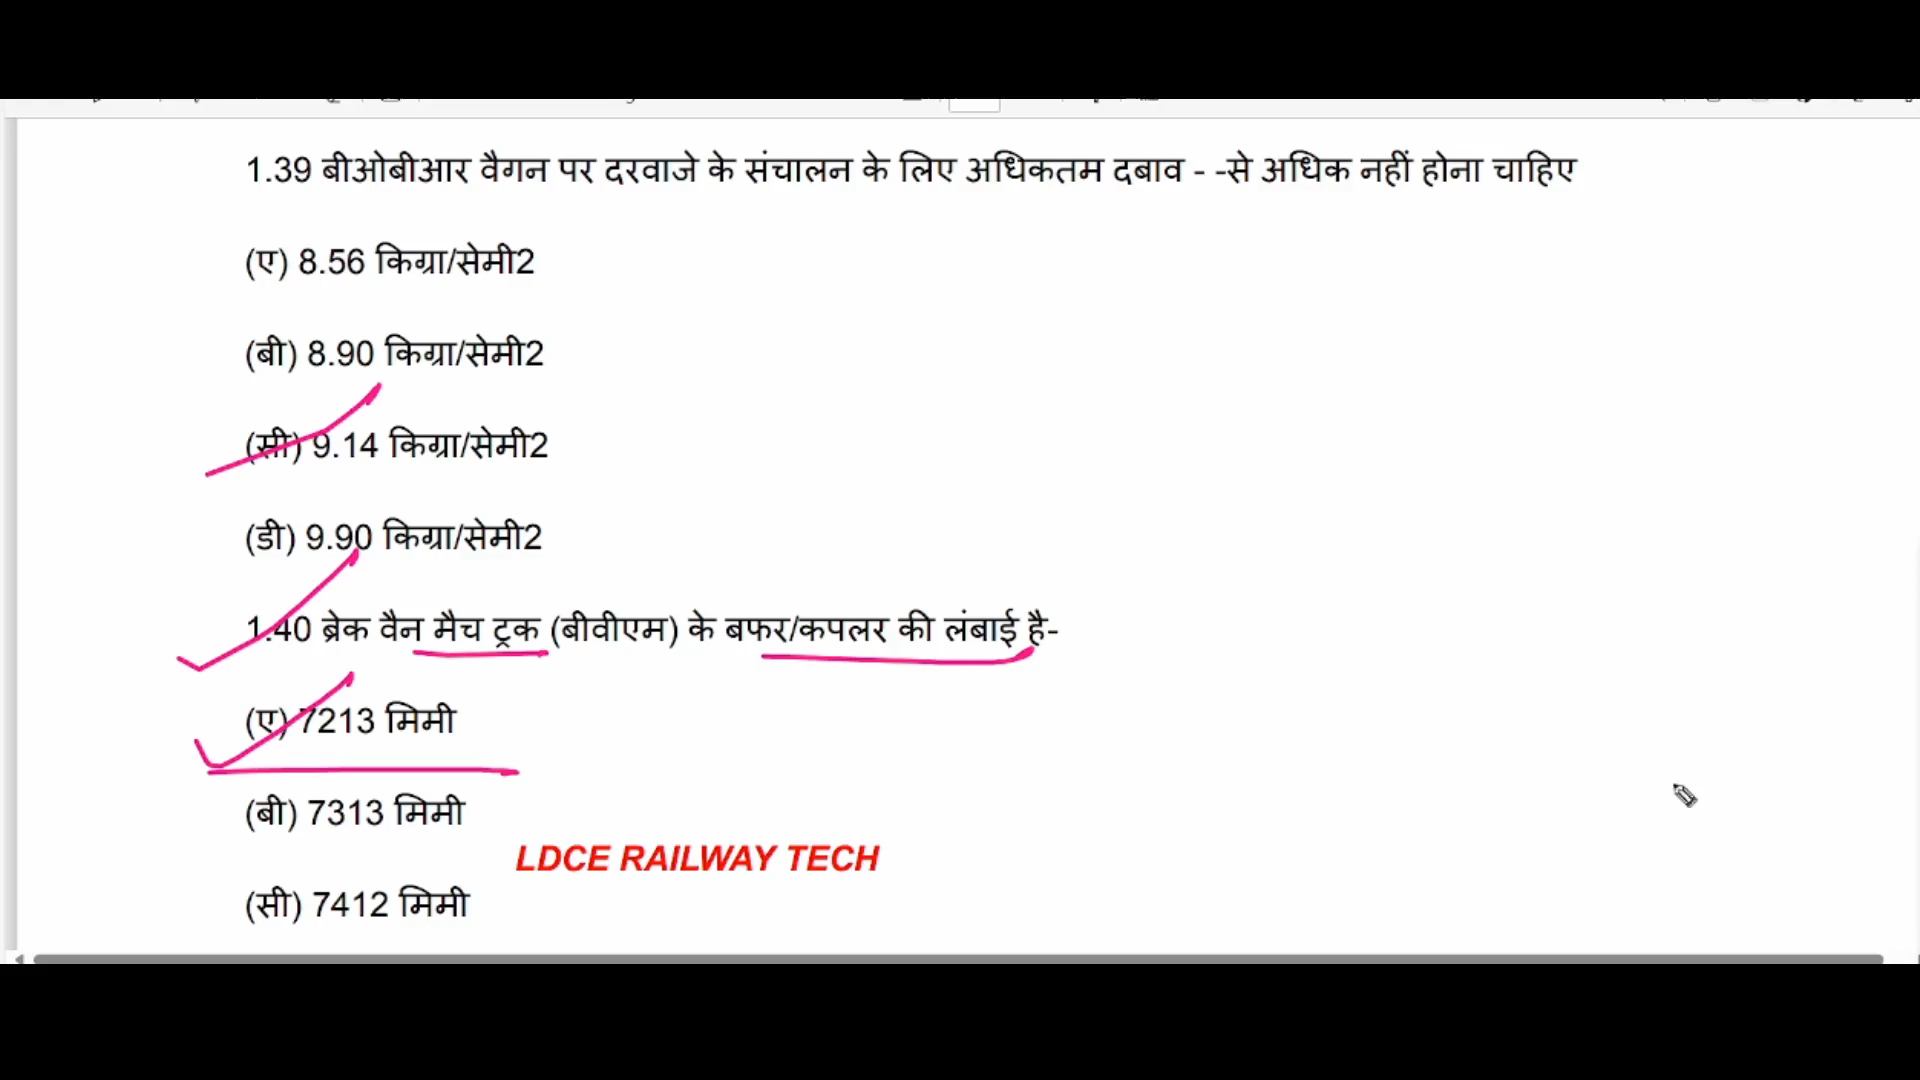 1.39 बीओबीआर वैगन पर दरवाजे के संचालन के लिए अधिकतम दबाव - -से अधिक नहीं होना चाहिए
(ए) 8.56 किग्रा/सेमी2
(बी) 8.90 किग्रा/सेमी2
(सी) 9.14 किग्रा/सेमी2
(डी) 9.90 किग्रा/सेमी2
1.40 ब्रेक वैन मैच ट्रक (बीवीएम) के बफर/कपलर की लंबाई है-
(ए) 7213 मिमी
(बी) 7313 मिमी
LDCE RAILWAY TECH
(सी) 7412 मिमी